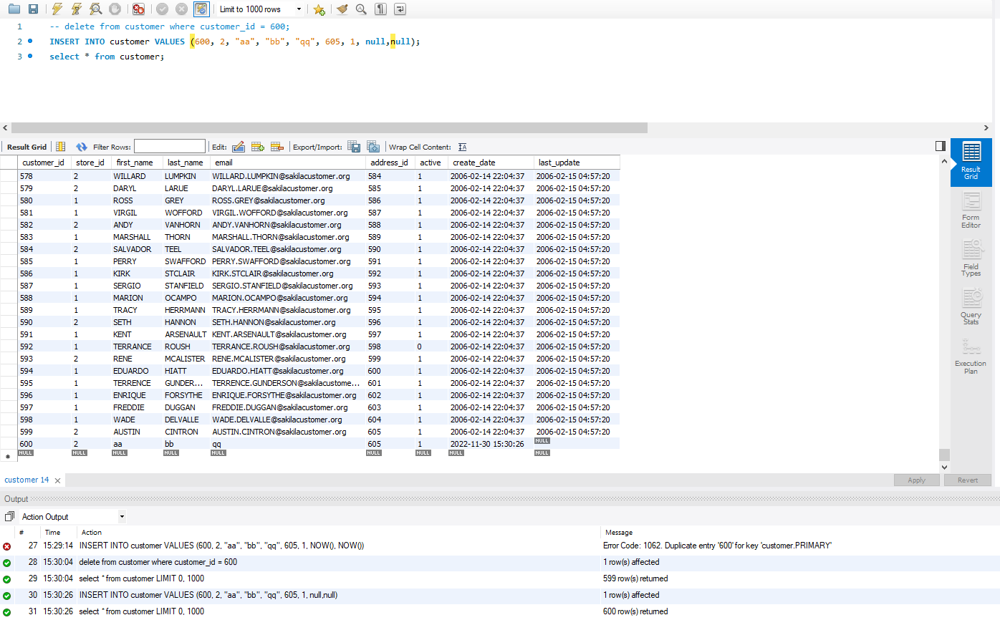 Limit to 1000 rows
1 -- delete from customer where customer_id = 600;
2 INSERT INTO customer VALUES (600, 2, "aa", "bb", "qq", 605, 1, null,null);
3 select * from customer;
Result Grid Filter Rows: Edit: Export/Import: Wrap Cell Content:
customer_id store_id first_name last_name email address_id active create_date last_update
578 2 WILLARD LUMPKIN WILLARD.LUMPKIN@sakilacustomer.org 584 1 2006-02-14 22:04:37 2006-02-15 04:57:20
579 2 DARYL LARUE DARYL.LARUE@sakilacustomer.org 585 1 2006-02-14 22:04:37 2006-02-15 04:57:20
580 1 ROSS GREY ROSS.GREY@sakilacustomer.org 586 1 2006-02-14 22:04:37 2006-02-15 04:57:20
581 1 VIRGIL WOFFORD VIRGIL.WOFFORD@sakilacustomer.org 587 1 2006-02-14 22:04:37 2006-02-15 04:57:20
582 2 ANDY VANHORN ANDY.VANHORN@sakilacustomer.org 588 1 2006-02-14 22:04:37 2006-02-15 04:57:20
583 1 MARSHALL THORN MARSHALL.THORN@sakilacustomer.org 589 1 2006-02-14 22:04:37 2006-02-15 04:57:20
584 2 SALVADOR TEEL SALVADOR.TEEL@sakilacustomer.org 590 1 2006-02-14 22:04:37 2006-02-15 04:57:20
585 1 PERRY SWAFFORD PERRY.SWAFFORD@sakilacustomer.org 591 1 2006-02-14 22:04:37 2006-02-15 04:57:20
586 1 KIRK STCLAIR KIRK.STCLAIR@sakilacustomer.org 592 1 2006-02-14 22:04:37 2006-02-15 04:57:20
587 1 SERGIO STANFIELD SERGIO.STANFIELD@sakilacustomer.org 593 1 2006-02-14 22:04:37 2006-02-15 04:57:20
588 1 MARION OCAMPO MARION.OCAMPO@sakilacustomer.org 594 1 2006-02-14 22:04:37 2006-02-15 04:57:20
589 1 TRACY HERRMANN TRACY.HERRMANN@sakilacustomer.org 595 1 2006-02-14 22:04:37 2006-02-15 04:57:20
590 2 SETH HANNON SETH.HANNON@sakilacustomer.org 596 1 2006-02-14 22:04:37 2006-02-15 04:57:20
591 1 KENT ARSENAULT KENT.ARSENAULT@sakilacustomer.org 597 1 2006-02-14 22:04:37 2006-02-15 04:57:20
592 1 TERRANCE ROUSH TERRANCE.ROUSH@sakilacustomer.org 598 0 2006-02-14 22:04:37 2006-02-15 04:57:20
593 2 RENE MCALISTER RENE.MCALISTER@sakilacustomer.org 599 1 2006-02-14 22:04:37 2006-02-15 04:57:20
594 1 EDUARDO HIATT EDUARDO.HIATT@sakilacustomer.org 600 1 2006-02-14 22:04:37 2006-02-15 04:57:20
595 1 TERRENCE GUNDER... TERRENCE.GUNDERSON@sakilacustome... 601 1 2006-02-14 22:04:37 2006-02-15 04:57:20
596 1 ENRIQUE FORSYTHE ENRIQUE.FORSYTHE@sakilacustomer.org 602 1 2006-02-14 22:04:37 2006-02-15 04:57:20
597 1 FREDDIE DUGGAN FREDDIE.DUGGAN@sakilacustomer.org 603 1 2006-02-14 22:04:37 2006-02-15 04:57:20
598 1 WADE DELVALLE WADE.DELVALLE@sakilacustomer.org 604 1 2006-02-14 22:04:37 2006-02-15 04:57:20
599 2 AUSTIN CINTRON AUSTIN.CINTRON@sakilacustomer.org 605 1 2006-02-14 22:04:37 2006-02-15 04:57:20
600 2 aa bb qq 605 1 2022-11-30 15:30:26 NULL
NULL NULL NULL NULL NULL NULL NULL NULL NULL
Result
Grid
Form
Editor
Field
Types
Query
Stats
Execution
Plan
customer 14 Apply Revert
Output
Action Output
# Time Action Message
27 15:29:14 INSERT INTO customer VALUES (600, 2, "aa", "bb", "qq", 605, 1, NOW(), NOW()) Error Code: 1062. Duplicate entry '600' for key 'customer.PRIMARY'
28 15:30:04 delete from customer where customer_id = 600 1 row(s) affected
29 15:30:04 select * from customer LIMIT 0, 1000 599 row(s) returned
30 15:30:26 INSERT INTO customer VALUES (600, 2, "aa", "bb", "qq", 605, 1, null,null) 1 row(s) affected
31 15:30:26 select * from customer LIMIT 0, 1000 600 row(s) returned